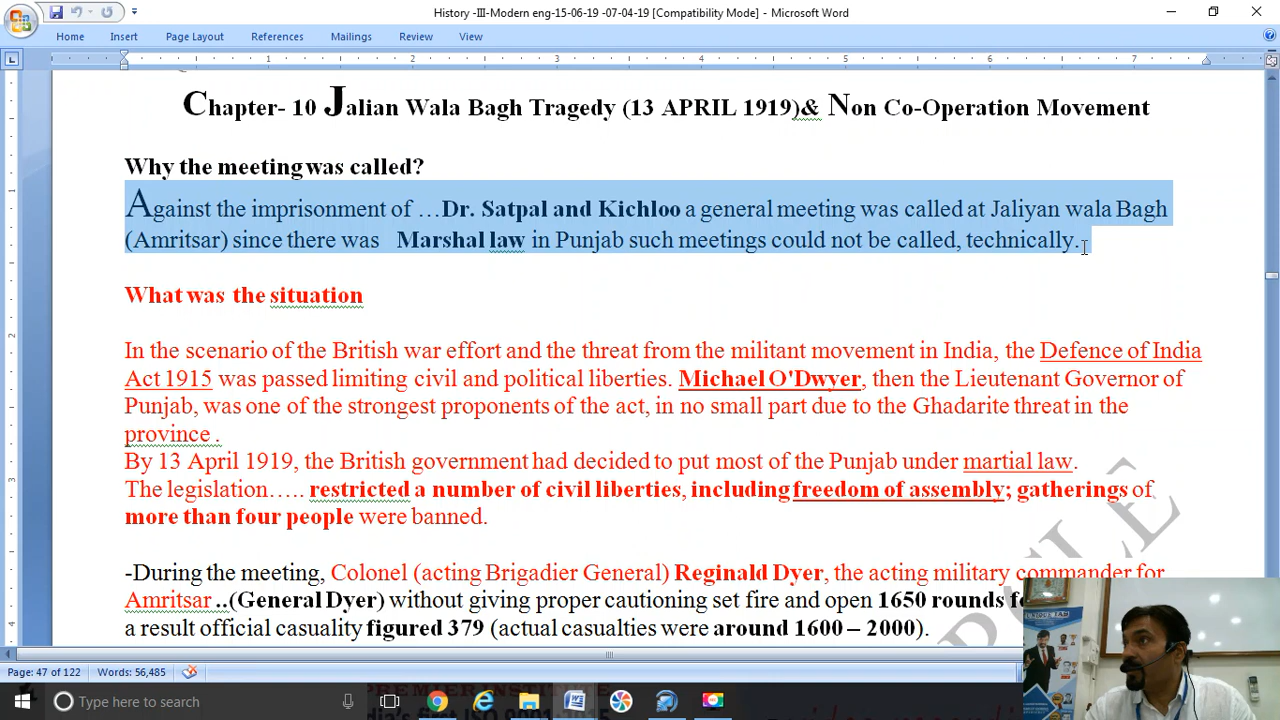 History -III-Modern eng-15-06-19 -07-04-19 [Compatibility Mode] - Microsoft Word
Home Insert Page Layout References Mailings Review View
1 2 3 4 5 6 7
Chapter- 10 Jalian Wala Bagh Tragedy (13 APRIL 1919)& Non Co-Operation Movement
Why the meeting was called?
Against the imprisonment of …Dr. Satpal and Kichloo a general meeting was called at Jaliyan wala Bagh
(Amritsar) since there was Marshal law in Punjab such meetings could not be called, technically.
What was the situation
In the scenario of the British war effort and the threat from the militant movement in India, the Defence of India
Act 1915 was passed limiting civil and political liberties. Michael O'Dwyer, then the Lieutenant Governor of
Punjab, was one of the strongest proponents of the act, in no small part due to the Ghadarite threat in the
province .
By 13 April 1919, the British government had decided to put most of the Punjab under martial law.
The legislation….. restricted a number of civil liberties, including freedom of assembly; gatherings of
more than four people were banned.
-During the meeting, Colonel (acting Brigadier General) Reginald Dyer, the acting military commander for
Amritsar ..(General Dyer) without giving proper cautioning set fire and open 1650 rounds
a result official casuality figured 379 (actual casualties were around 1600 – 2000).
Page: 47 of 122 Words: 56,485
Type here to search